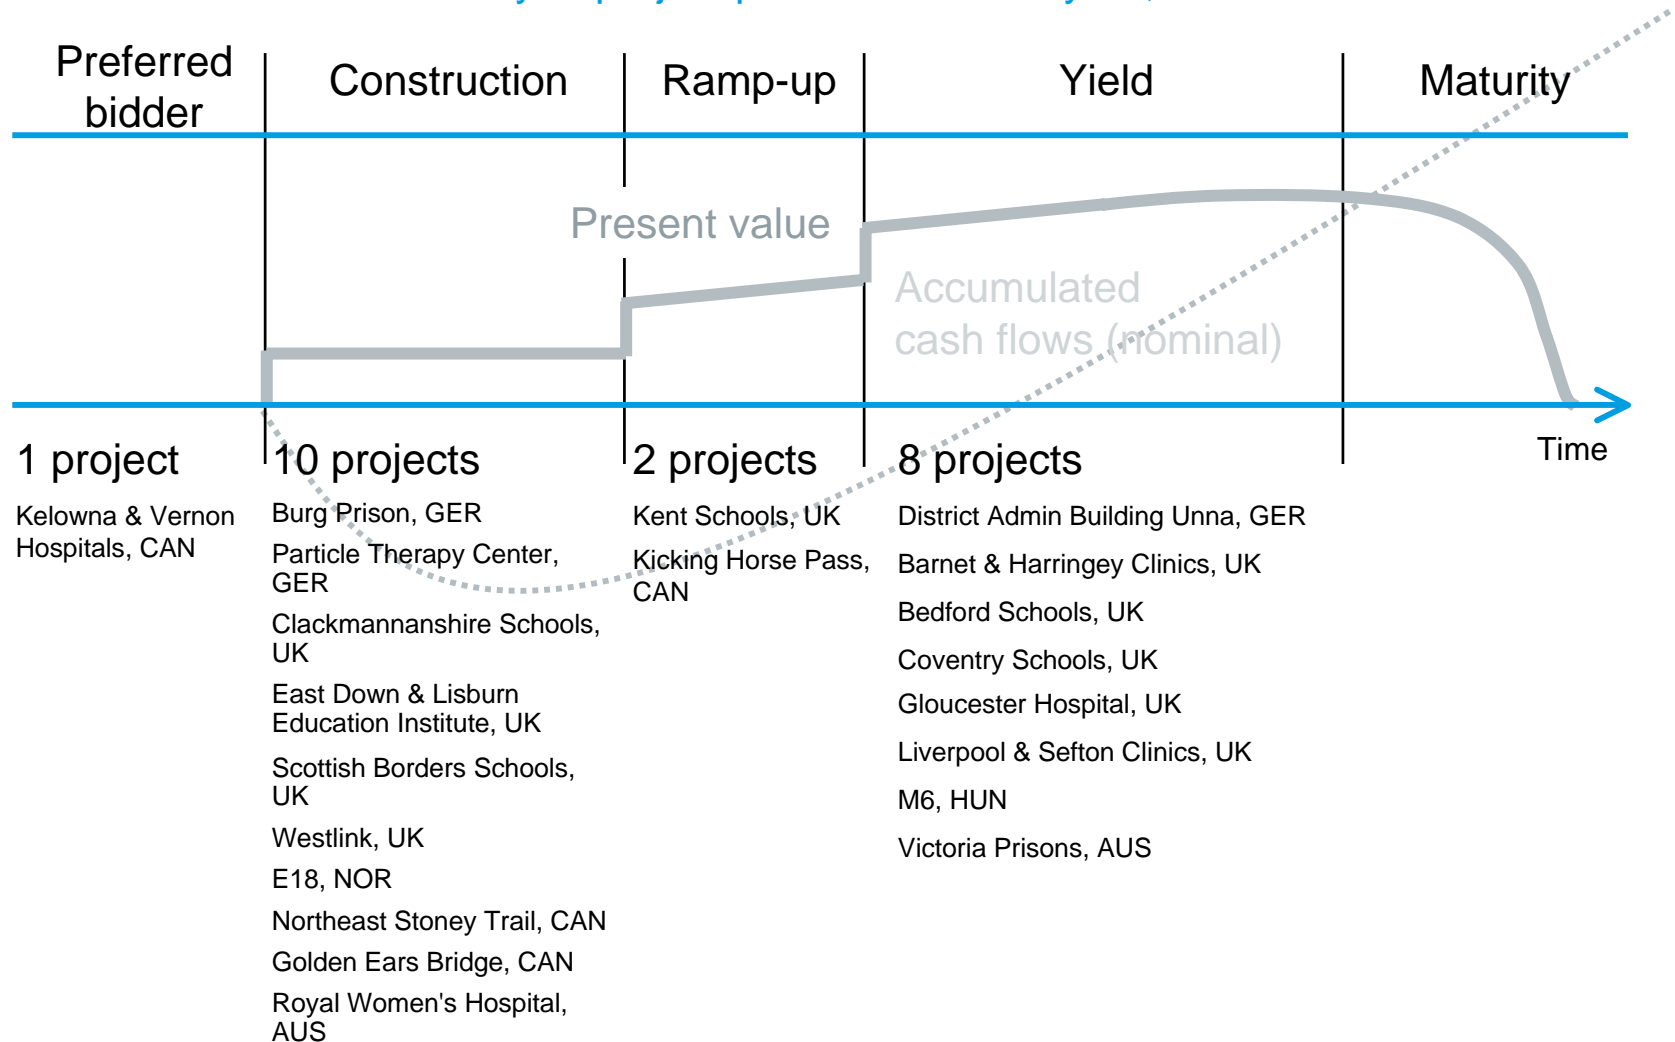 Preferred
bidder
Construction
Ramp-up
Yield
Maturity
Present value
Accumulated
cash flows (nominal)
Time
1 project
Kelowna & Vernon
Hospitals, CAN
10 projects
Burg Prison, GER
Particle Therapy Center,
GER
Clackmannanshire Schools,
UK
East Down & Lisburn
Education Institute, UK
Scottish Borders Schools,
UK
Westlink, UK
E18, NOR
Northeast Stoney Trail, CAN
Golden Ears Bridge, CAN
Royal Women's Hospital,
AUS
2 projects
Kent Schools, UK
Kicking Horse Pass,
CAN
8 projects
District Admin Building Unna, GER
Barnet & Harringey Clinics, UK
Bedford Schools, UK
Coventry Schools, UK
Gloucester Hospital, UK
Liverpool & Sefton Clinics, UK
M6, HUN
Victoria Prisons, AUS